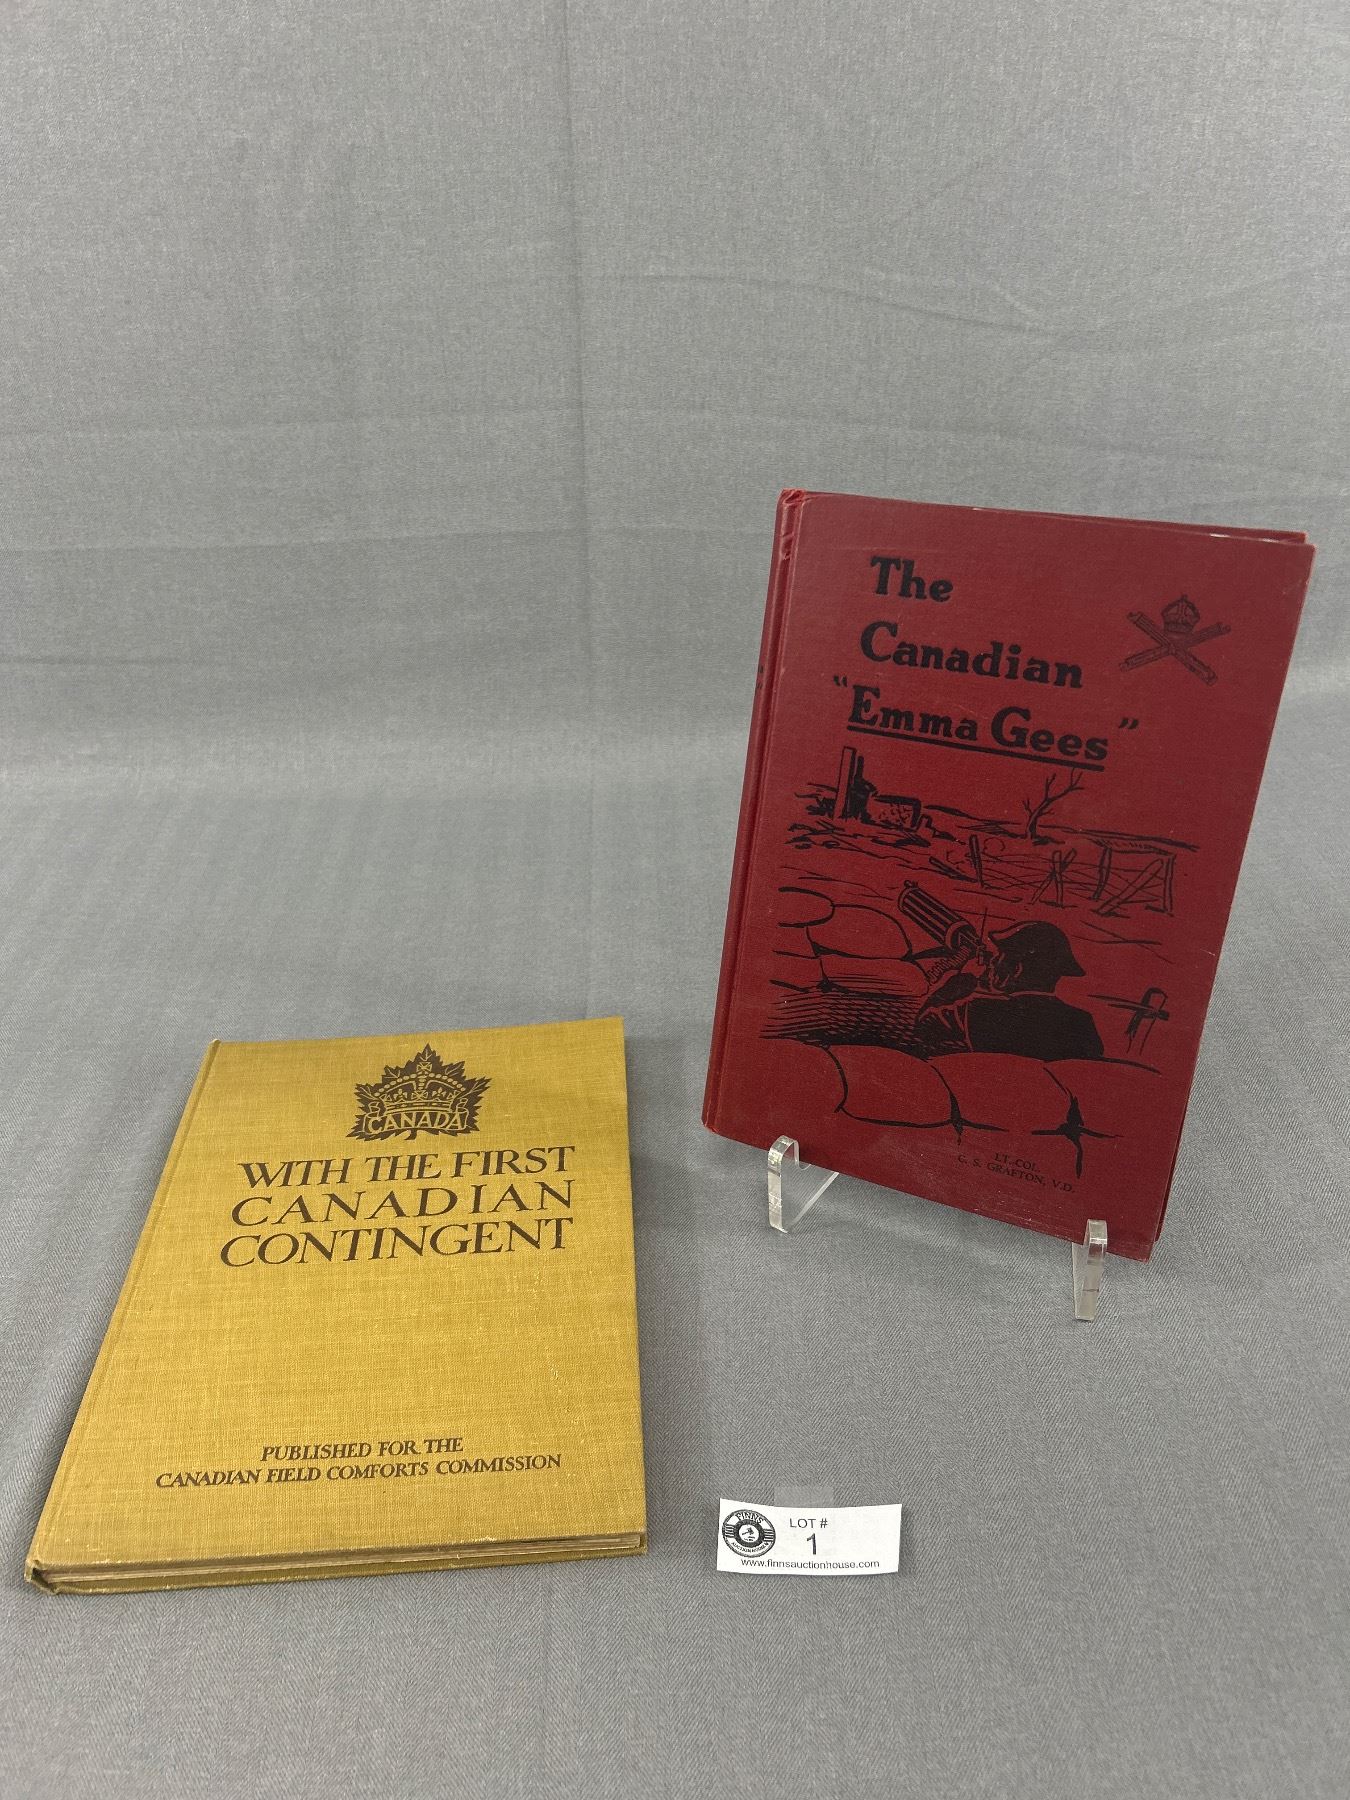 The
Canadian
"Emma Gees"
LT. COL.
C. S. GRAFTON, V.D.
CANADA
WITH THE FIRST
CANADIAN
CONTINGENT
PUBLISHED FOR THE
CANADIAN FIELD COMFORTS COMMISSION
FINNS
LOT #
1
www.finnsauctionhouse.com